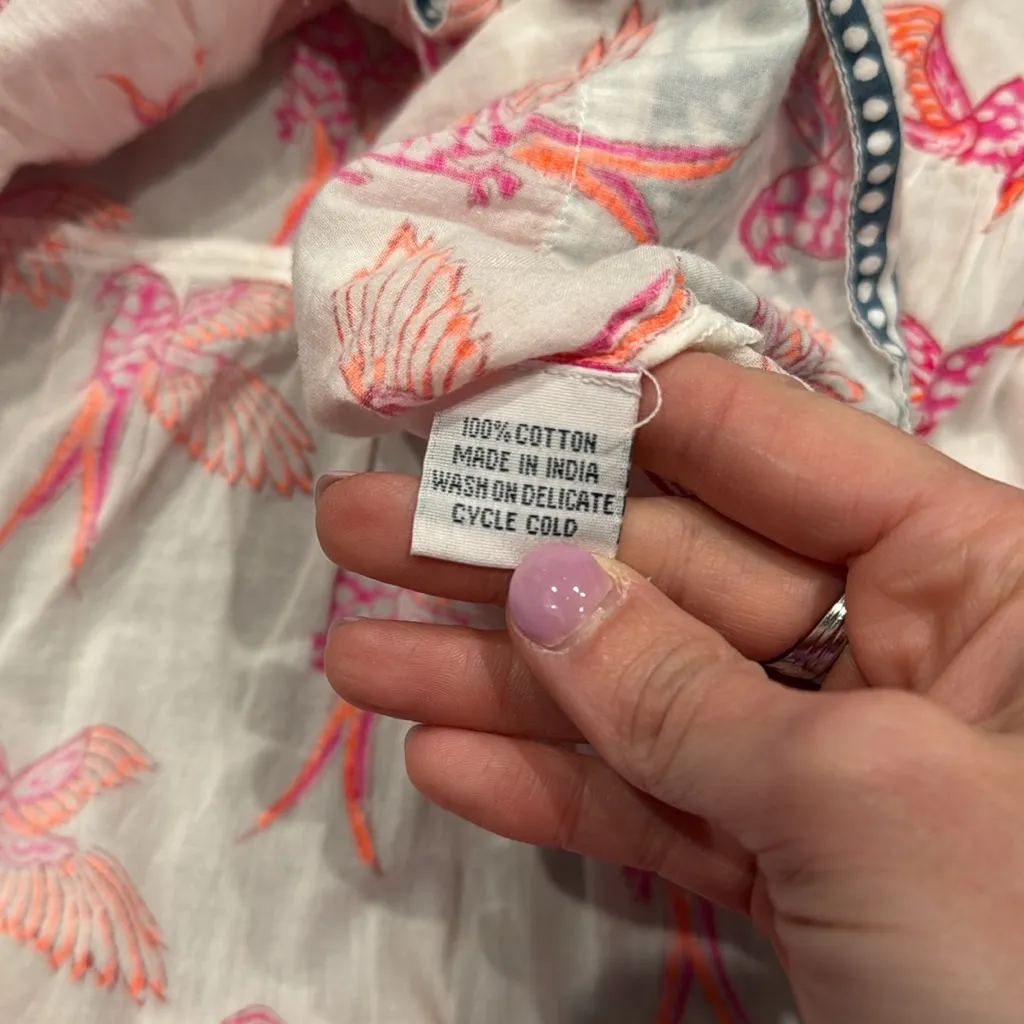 100% COTTON
MADE IN INDIA
WASH ON DELICATE
CYCLE COLD